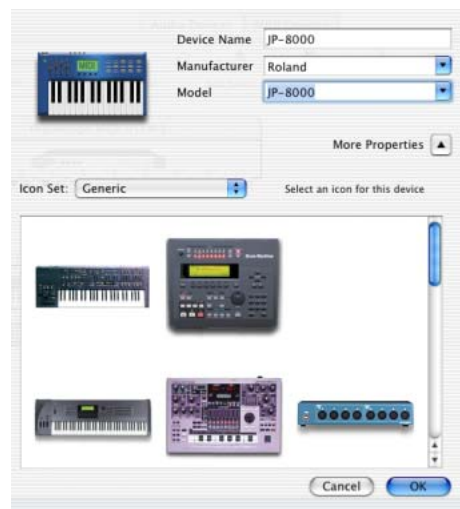 Device Name JP-8000
Manufacturer Roland
Model JP-8000
MIDI
More Properties
Icon Set: Generic Select an icon for this device
Cancel OK